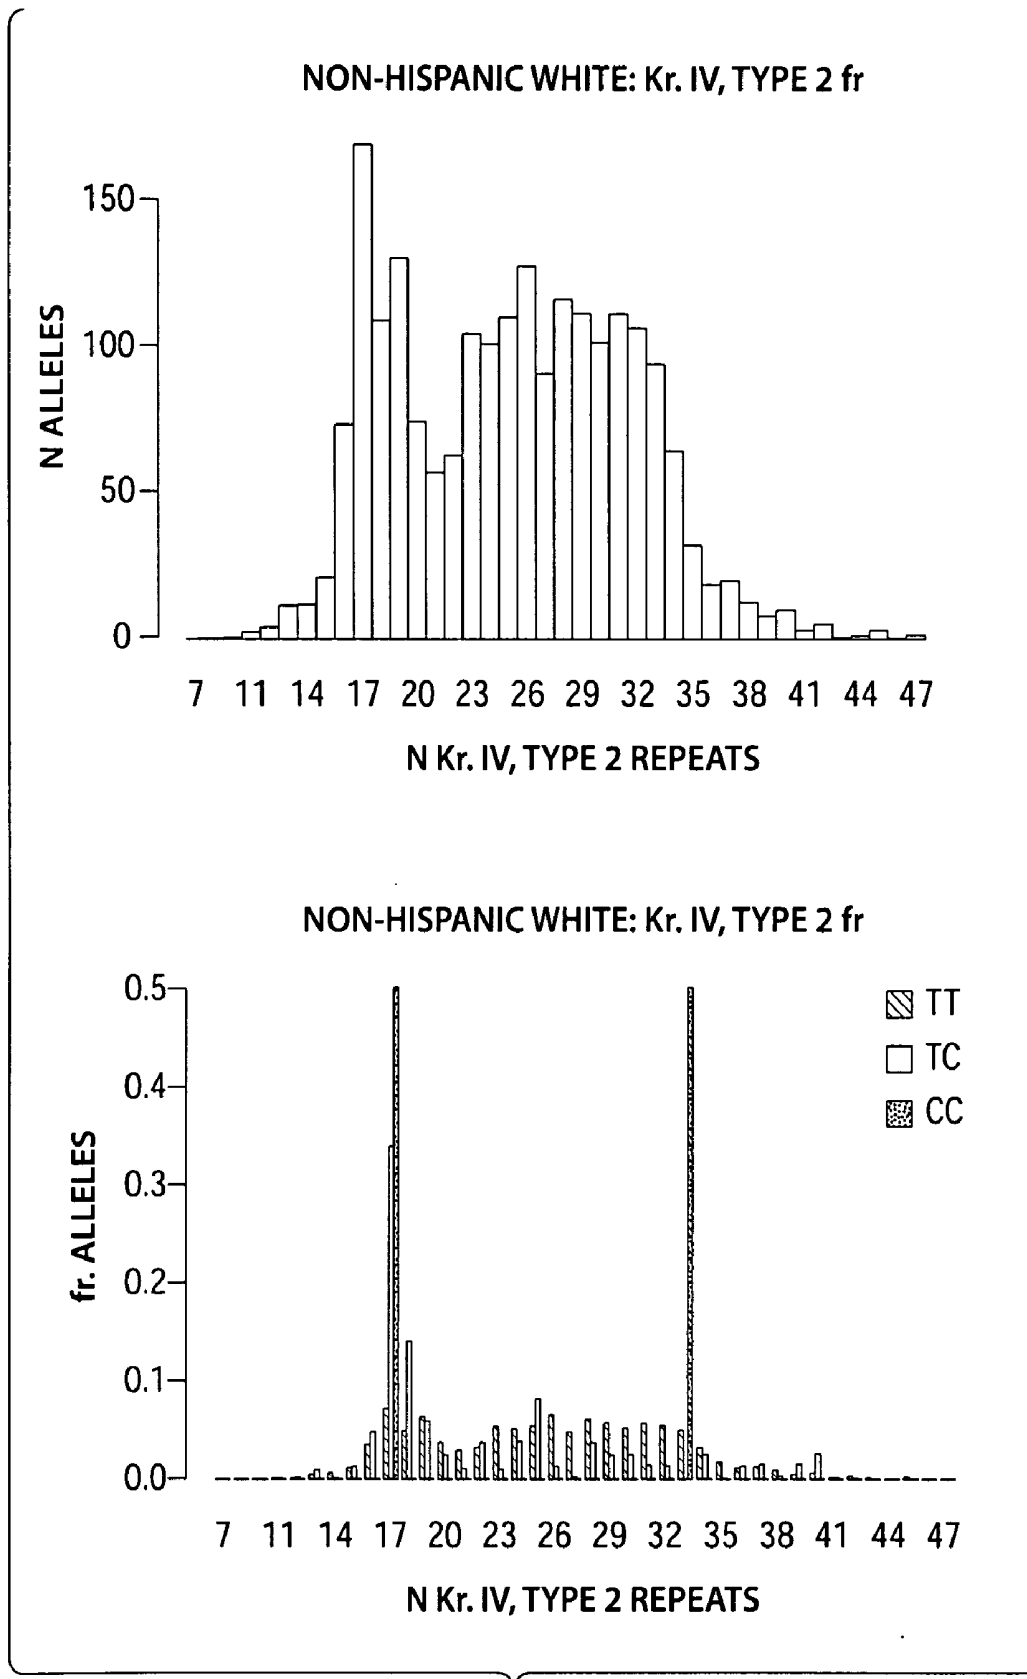 NON-HISPANIC WHITE: Kr. IV, TYPE 2 fr
150
100
50
0
N ALLELES
7 11 14 17 20 23 26 29 32 35 38 41 44 47
N Kr. IV, TYPE 2 REPEATS
NON-HISPANIC WHITE: Kr. IV, TYPE 2 fr
0.5
0.4
0.3
0.2
0.1
0.0
fr. ALLELES
TT
TC
CC
7 11 14 17 20 23 26 29 32 35 38 41 44 47
N Kr. IV, TYPE 2 REPEATS